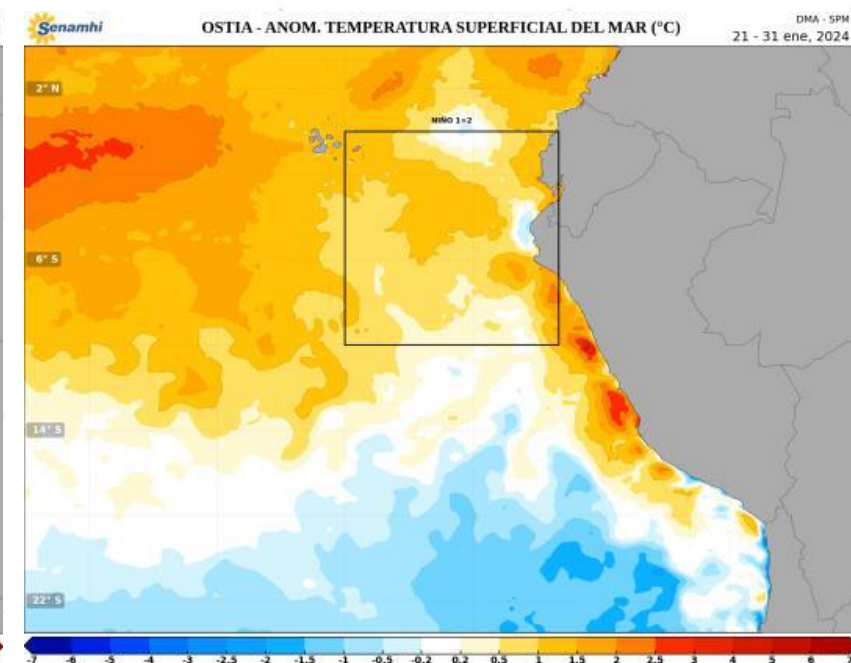 Senamhi
OSTIA - ANOM. TEMPERATURA SUPERFICIAL DEL MAR (°C)
DMA - SPM
21 - 31 ene, 2024
2° N
NIÑO 1+2
6° S
14° S
22° S
-7 -6 -5 -4 -3 -2.5 -2 -1.5 -1 -0.5 -0.2 0.2 0.5 1 1.5 2 2.5 3 4 5 6 7